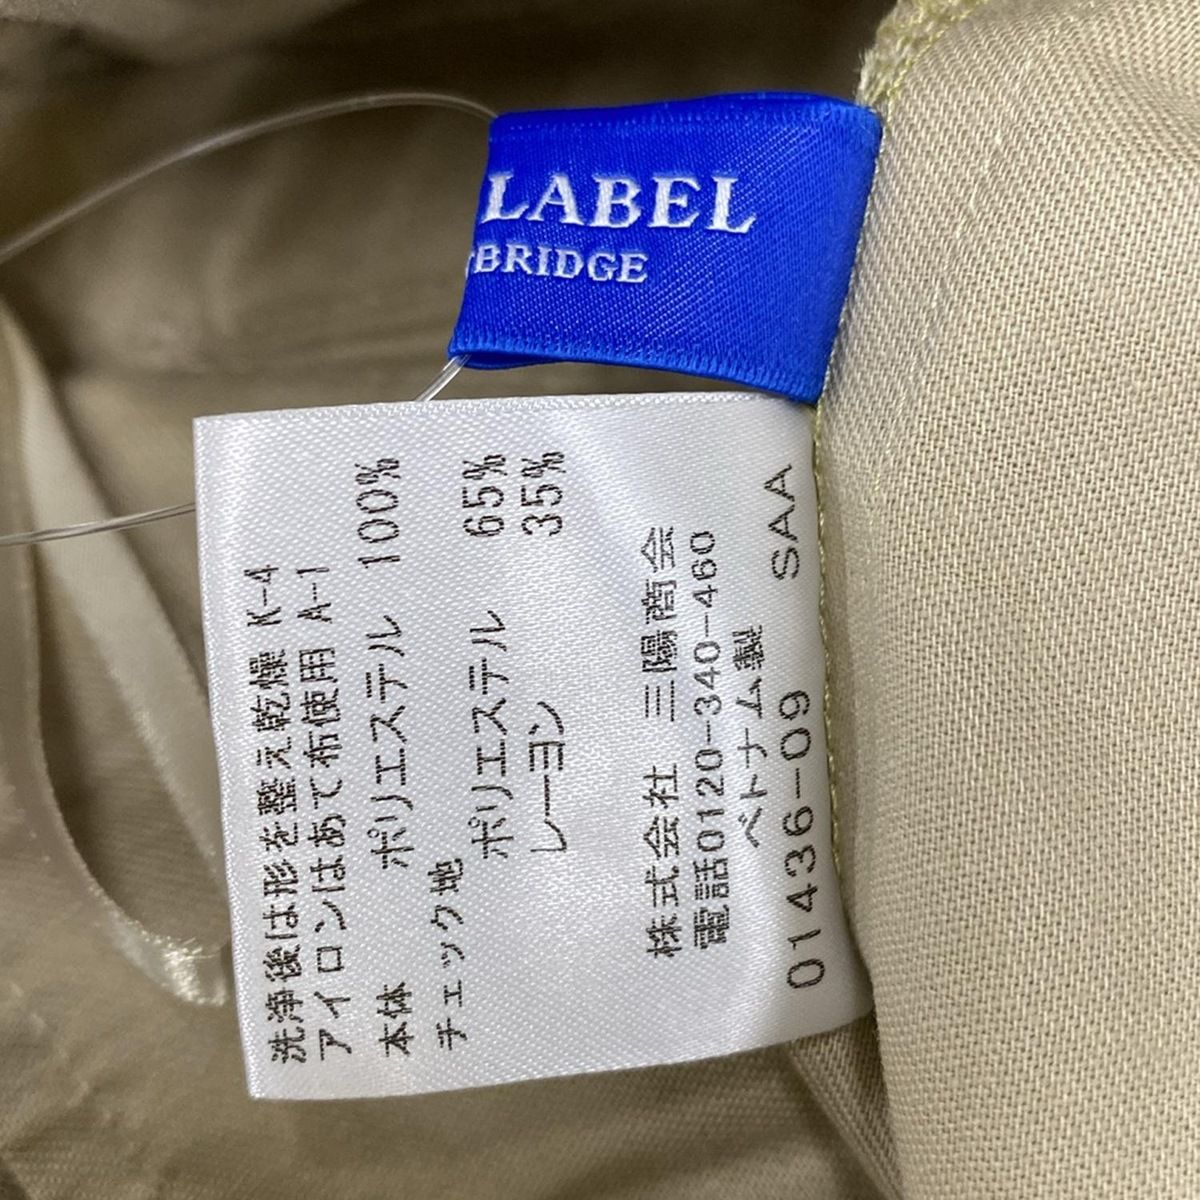 LABEL
BRIDGE
洗浄後は形を整え乾燥 K-4
アイロンはあて布使用 A-1
本体 ポリエステル 100%
チェック地
ポリエステル 65%
レーヨン 35%
株式会社 三陽商会
電話0120-340-460
ベトナム製
01436-09 SAA